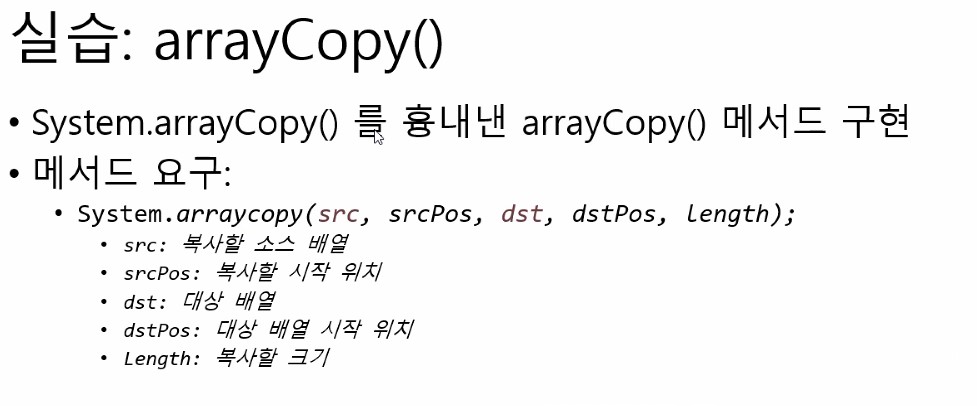 실습: arrayCopy()
• System.arrayCopy() 를 흉내낸 arrayCopy() 메서드 구현
• 메서드 요구:
• System.arraycopy(src, srcPos, dst, dstPos, length);
• src: 복사할 소스 배열
• srcPos: 복사할 시작 위치
• dst: 대상 배열
• dstPos: 대상 배열 시작 위치
• Length: 복사할 크기